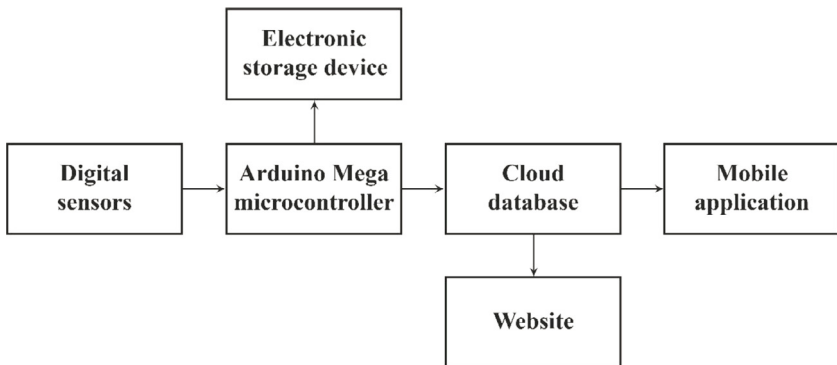 Electronic
storage device
Digital
sensors
Arduino Mega
microcontroller
Cloud
database
Mobile
application
Website